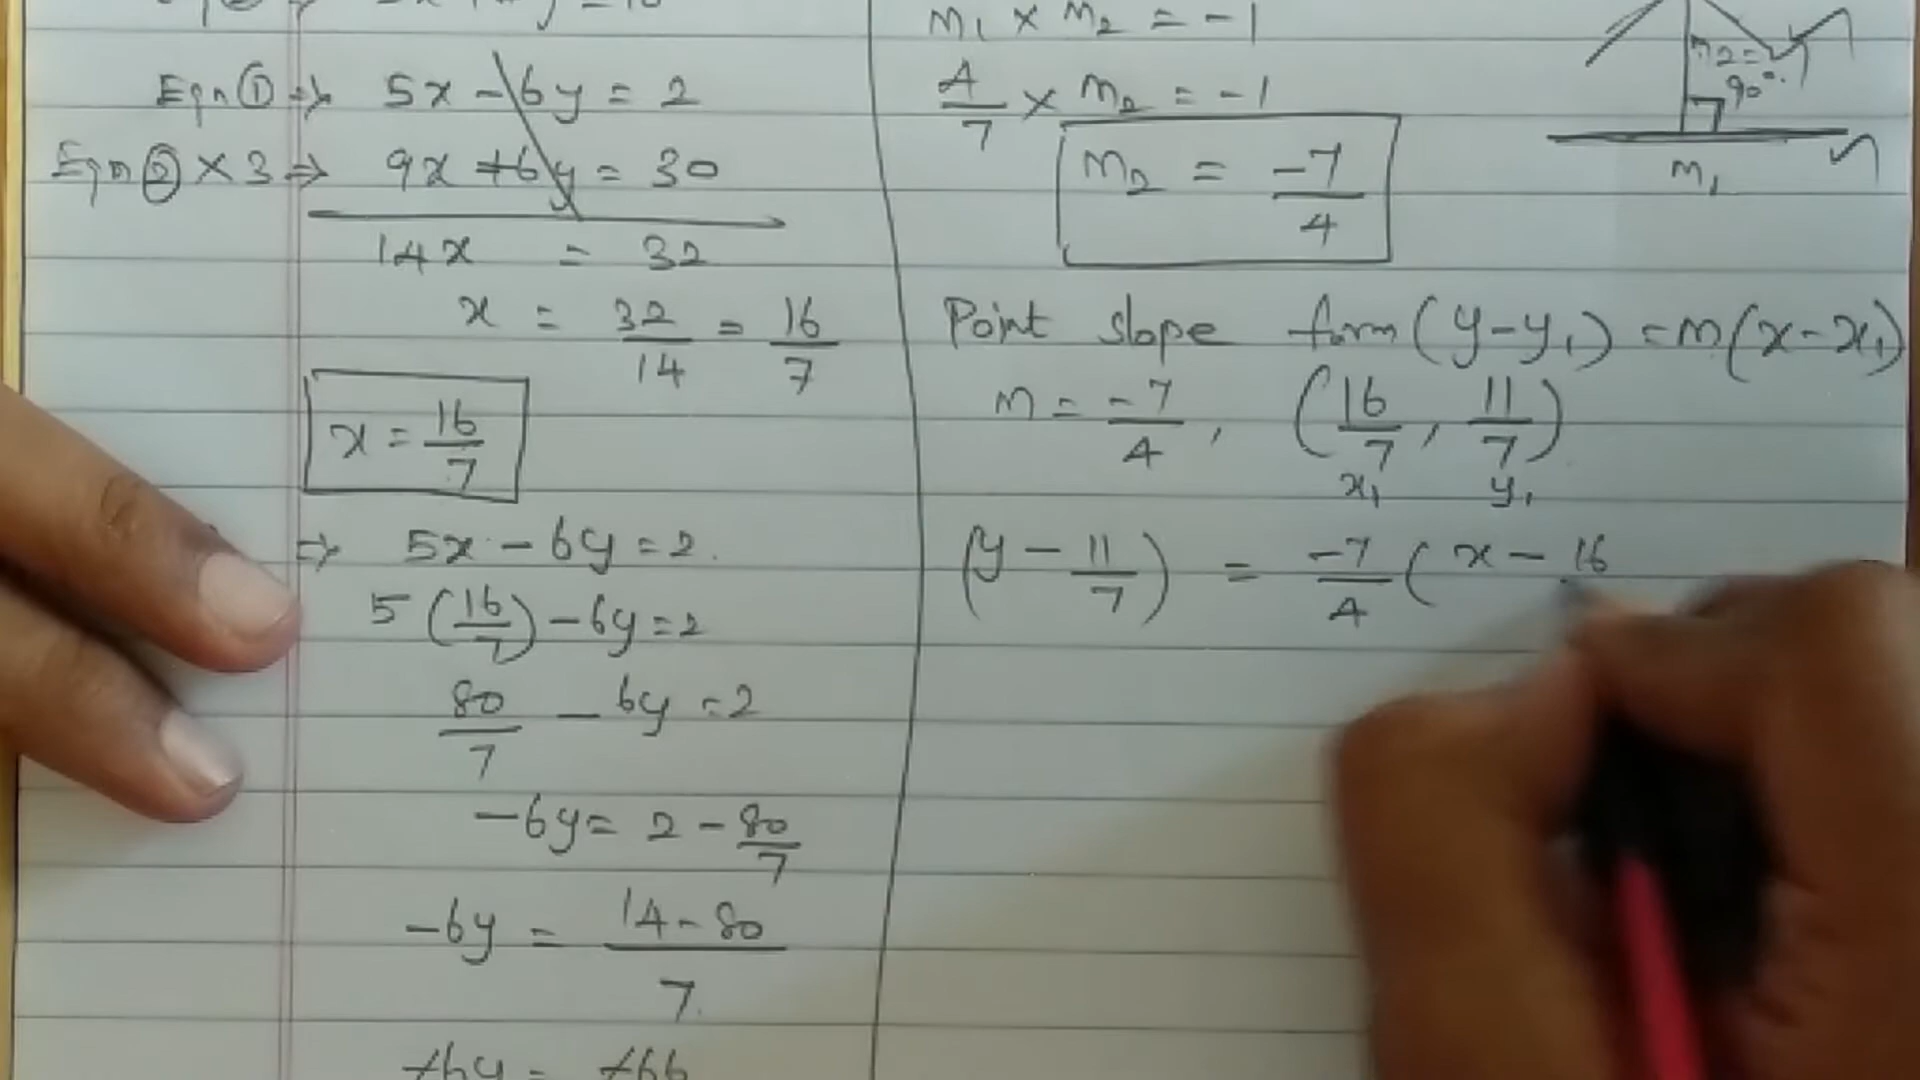 Eqn ① ⇒ 5x - 6y = 2
Eqn ② × 3 ⇒ 9x + 6y = 30
14x = 32
x = 32/14 = 16/7
x = 16/7
⇒ 5x - 6y = 2.
5(16/7) - 6y = 2
80/7 - 6y = 2
-6y = 2 - 80/7
-6y = 14 - 80/7.
m₁ × m₂ = -1
4/7 × m₂ = -1
m₂ = -7/4
Point slope form (y - y₁) = m(x - x₁)
m = -7/4, (16/7, 11/7)
x₁ y₁
(y - 11/7) = -7/4 (x - 16
m₂ =
90°
m₁